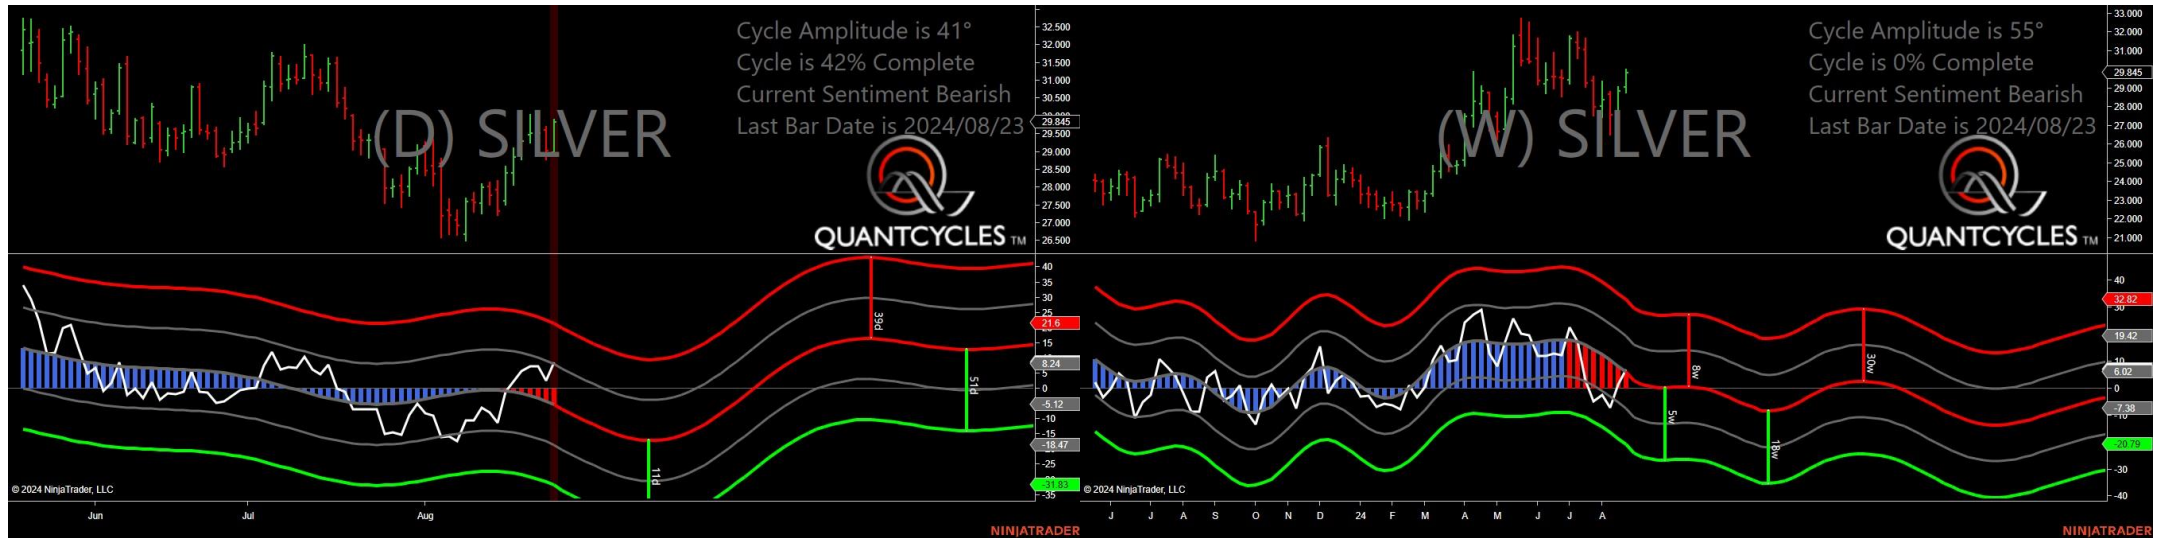 (D) SILVER
Cycle Amplitude is 41°
Cycle is 42% Complete
Current Sentiment Bearish
Last Bar Date is 2024/08/23
QUANTCYCLES TM
32.500
32.000
31.500
31.000
30.500
29.845
29.500
29.000
28.500
28.000
27.500
27.000
26.500
39d
51d
11d
40
35
30
25
21.6
15
8.24
5
0
-5.12
-10
-15
-18.47
-25
-31.83
-35
© 2024 NinjaTrader, LLC
Jun Jul Aug
NINJATRADER
(W) SILVER
Cycle Amplitude is 55°
Cycle is 0% Complete
Current Sentiment Bearish
Last Bar Date is 2024/08/23
QUANTCYCLES TM
33.000
32.000
31.000
29.845
29.000
28.000
27.000
26.000
25.000
24.000
23.000
22.000
21.000
8w
30w
5w
18w
40
32.82
30
19.42
10
6.02
0
-7.38
-10
-20.79
-30
-40
© 2024 NinjaTrader, LLC
J J A S O N D 24 F M A M J J A
NINJATRADER